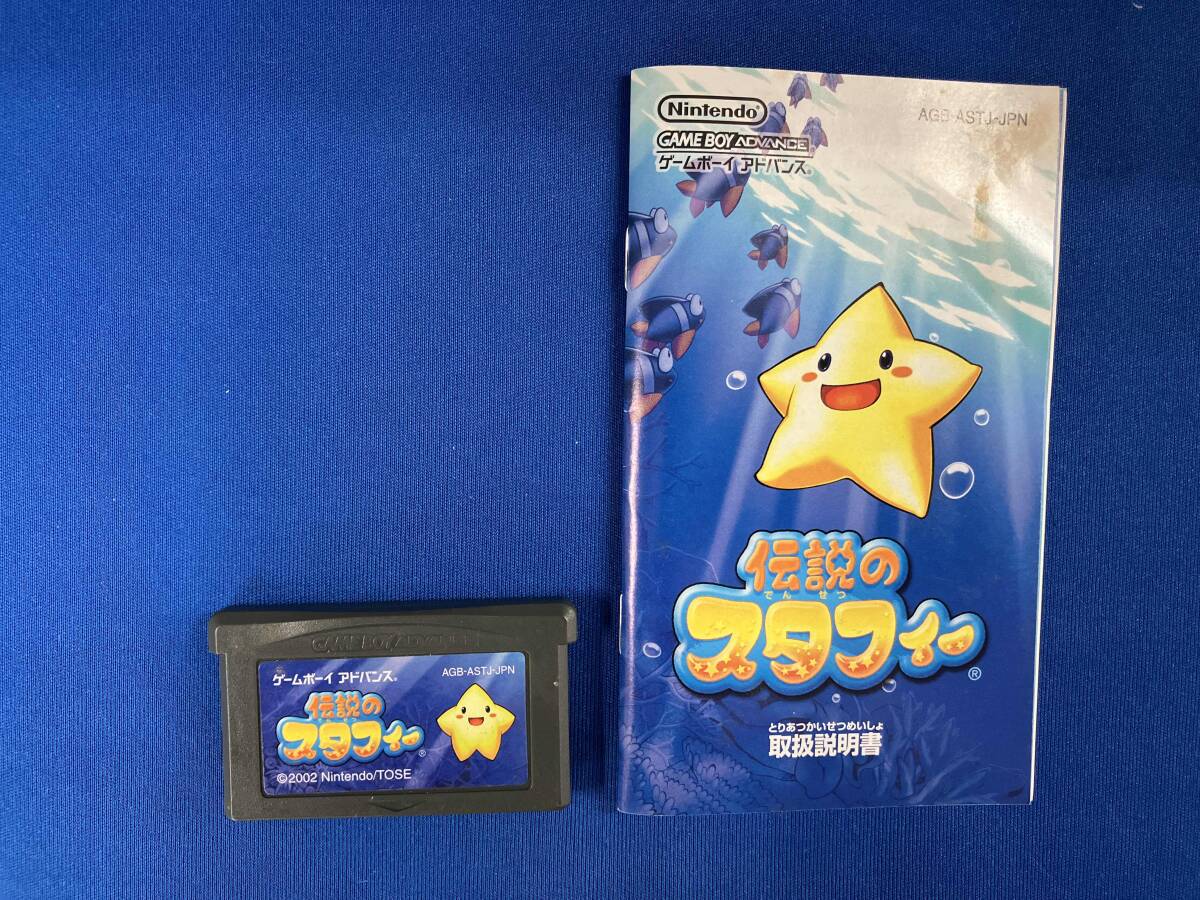 Nintendo®
AGB-ASTJ-JPN
GAME BOY ADVANCE
ゲームボーイ アドバンス®
伝説の
でんせつ
スタフィー®
とりあつかいせつめいしょ
取扱説明書
GAME BOY ADVANCE
ゲームボーイ アドバンス®
AGB-ASTJ-JPN
伝説の
スタフィー®
©2002 Nintendo/TOSE